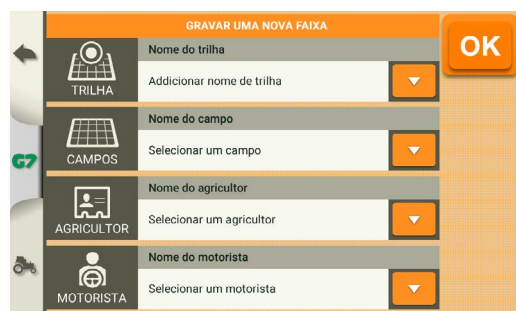 GRAVAR UMA NOVA FAIXA
OK
Nome do trilha
TRILHA
Addicionar nome de trilha
Nome do campo
CAMPOS
Selecionar um campo
G7
Nome do agricultor
AGRICULTOR
Selecionar um agricultor
Nome do motorista
MOTORISTA
Selecionar um motorista